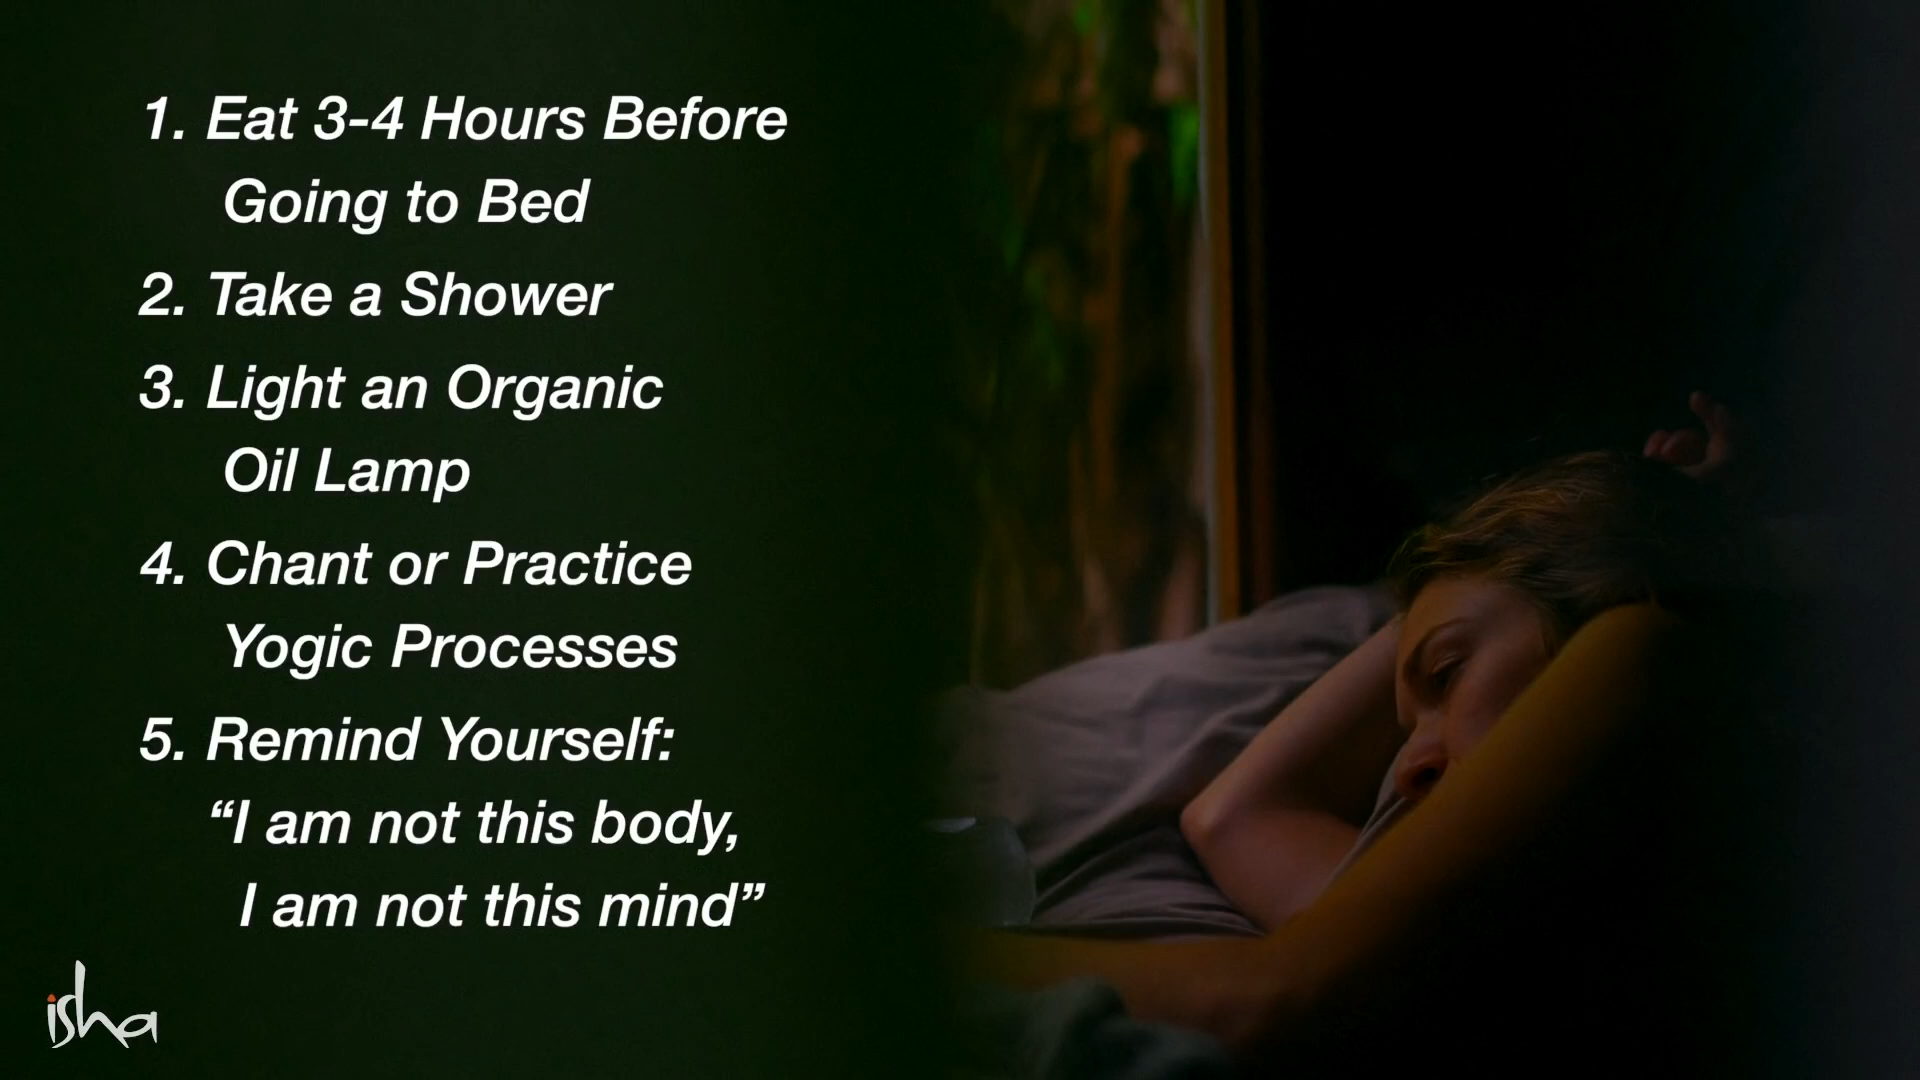 1. Eat 3-4 Hours Before
Going to Bed
2. Take a Shower
3. Light an Organic
Oil Lamp
4. Chant or Practice
Yogic Processes
5. Remind Yourself:
“I am not this body,
I am not this mind”
isha